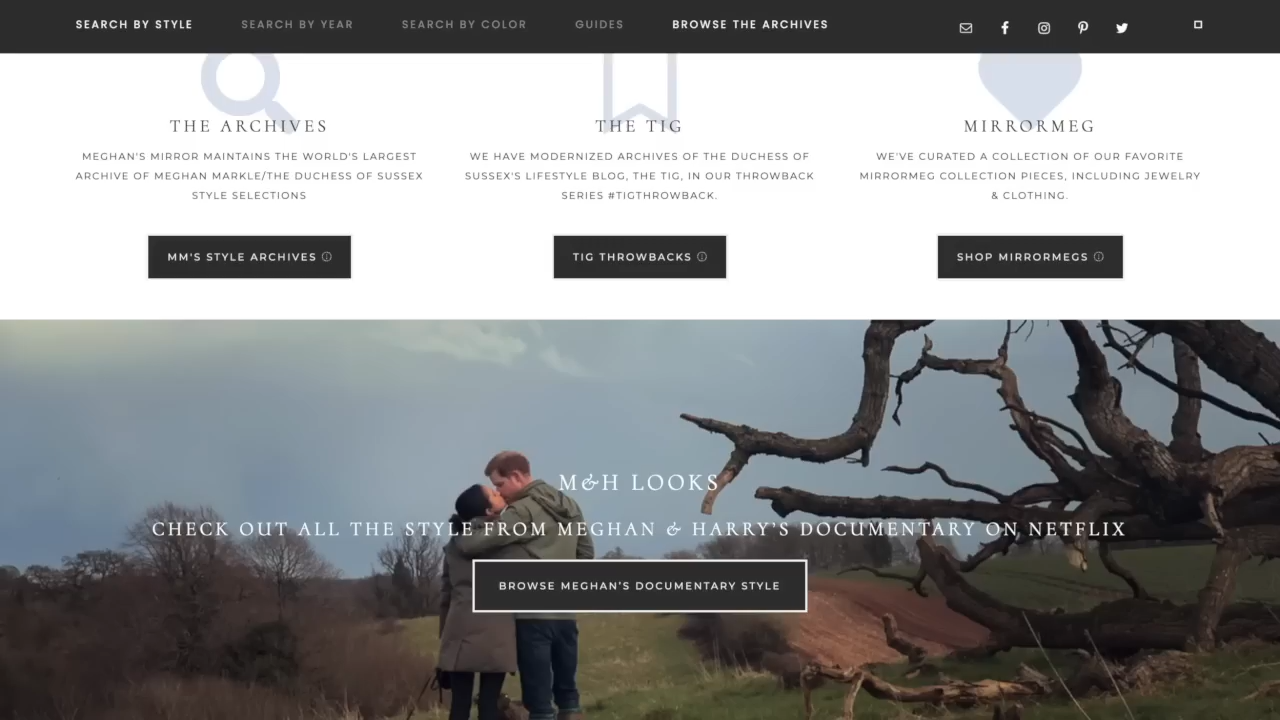 SEARCH BY STYLE SEARCH BY YEAR SEARCH BY COLOR GUIDES BROWSE THE ARCHIVES
THE ARCHIVES
MEGHAN'S MIRROR MAINTAINS THE WORLD'S LARGEST
ARCHIVE OF MEGHAN MARKLE/THE DUCHESS OF SUSSEX
STYLE SELECTIONS
MM'S STYLE ARCHIVES
THE TIG
WE HAVE MODERNIZED ARCHIVES OF THE DUCHESS OF
SUSSEX'S LIFESTYLE BLOG, THE TIG, IN OUR THROWBACK
SERIES #TIGTHROWBACK.
TIG THROWBACKS
MIRRORMEG
WE'VE CURATED A COLLECTION OF OUR FAVORITE
MIRRORMEG COLLECTION PIECES, INCLUDING JEWELRY
& CLOTHING.
SHOP MIRRORMEGS
M&H LOOKS
CHECK OUT ALL THE STYLE FROM MEGHAN & HARRY'S DOCUMENTARY ON NETFLIX
BROWSE MEGHAN'S DOCUMENTARY STYLE